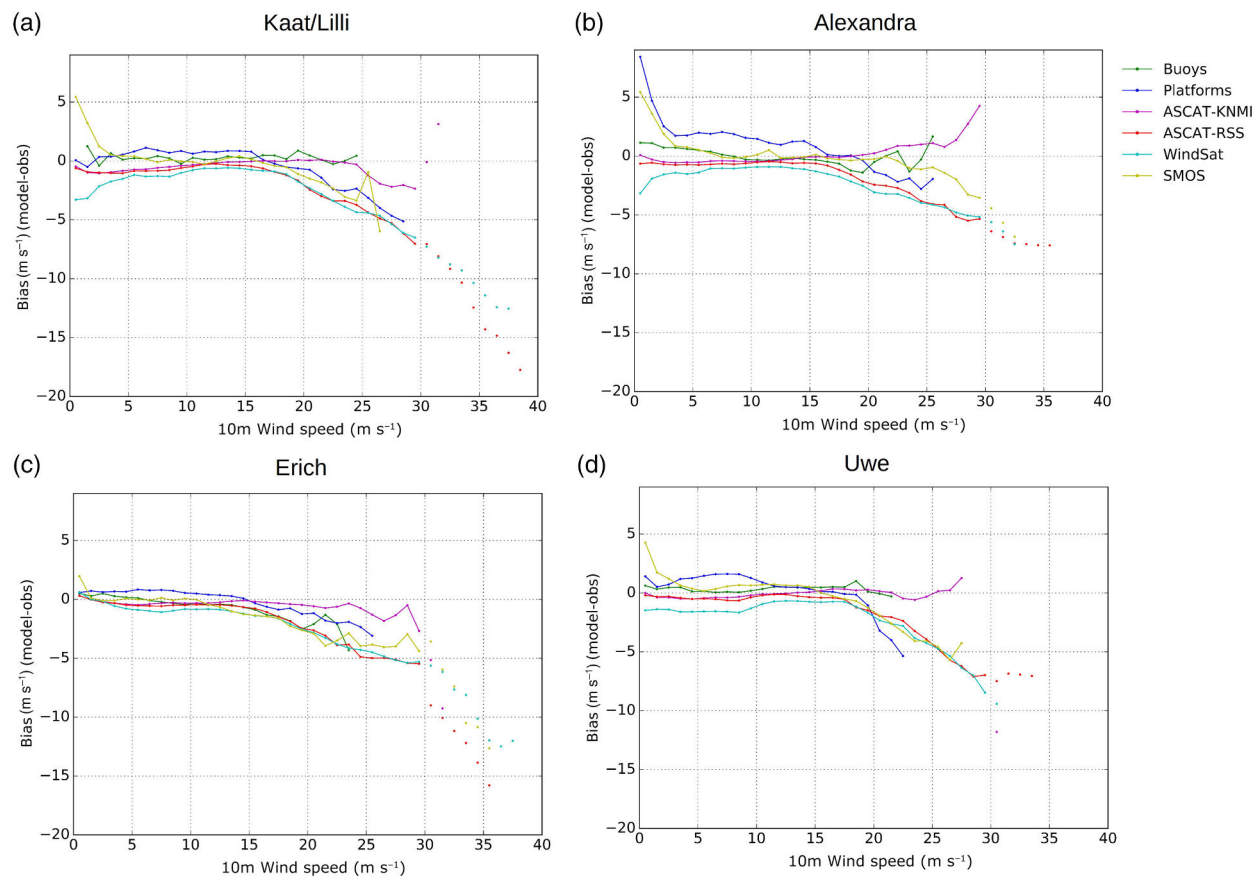 (a)
Kaat/Lilli
5
0
−5
−10
−15
−20
Bias (m s⁻¹) (model-obs)
0 5 10 15 20 25 30 35 40
10m Wind speed (m s⁻¹)
(b)
Alexandra
5
0
−5
−10
−15
−20
Bias (m s⁻¹) (model-obs)
0 5 10 15 20 25 30 35 40
10m Wind speed (m s⁻¹)
Buoys
Platforms
ASCAT-KNMI
ASCAT-RSS
WindSat
SMOS
(c)
Erich
5
0
−5
−10
−15
−20
Bias (m s⁻¹) (model-obs)
0 5 10 15 20 25 30 35 40
10m Wind speed (m s⁻¹)
(d)
Uwe
5
0
−5
−10
−15
−20
Bias (m s⁻¹) (model-obs)
0 5 10 15 20 25 30 35 40
10m Wind speed (m s⁻¹)